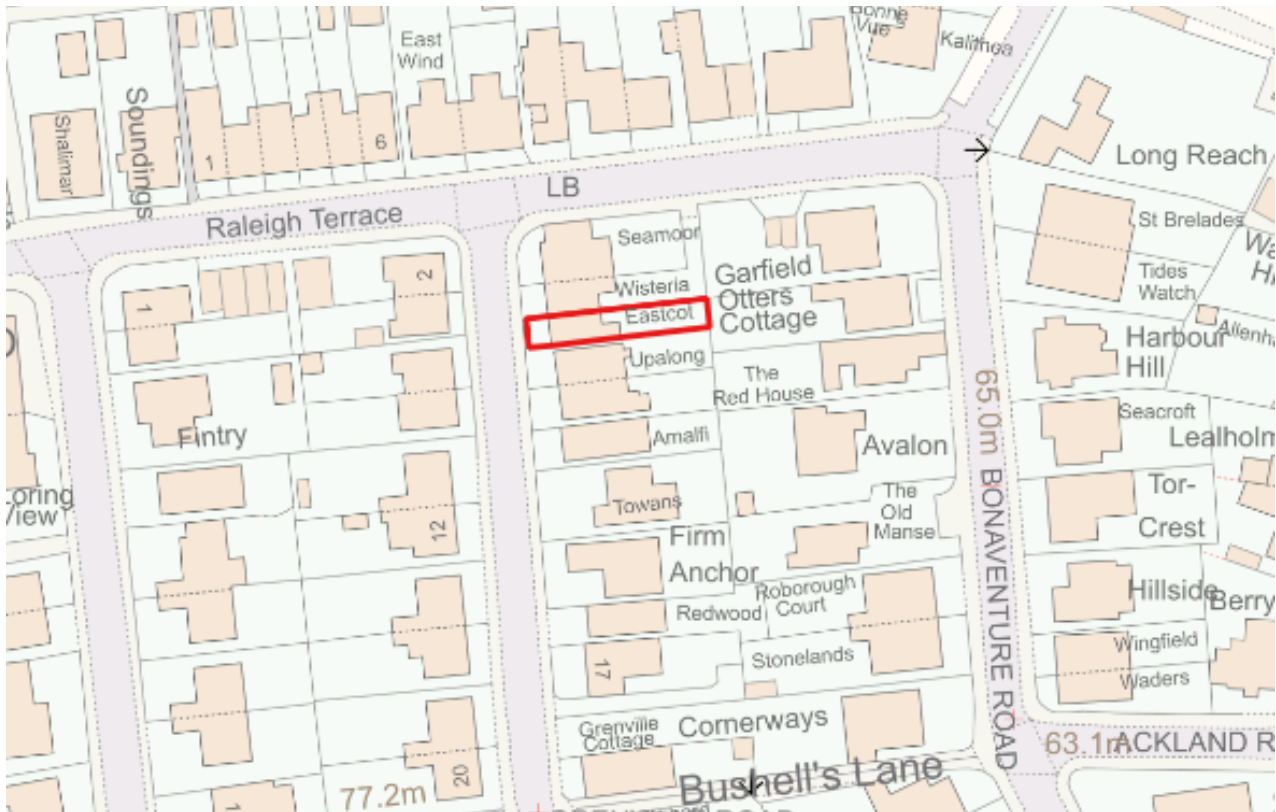 Bonne
Vue
Kalithea
East
Wind
Soundings
Shalimar
1
6
Long Reach
LB
Raleigh Terrace
St Brelades
Seamoor
Garfield
Tides
Watch
1
2
Wisteria
Otters
Cottage
Eastcot
Harbour
Hill
Upalong
The
Red House
65.0m
Seacroft
Fintry
Amalfi
Avalon
Tor-
Crest
Towans
The
Old
Manse
12
Firm
Anchor
BONAVENTURE ROAD
Roborough
Court
Hillside
Berry
Redwood
Wingfield
17
Stonelands
Waders
Grenville
Cottage
Cornerways
63.1m
ACKLAND R
Bushell's Lane
77.2m
20